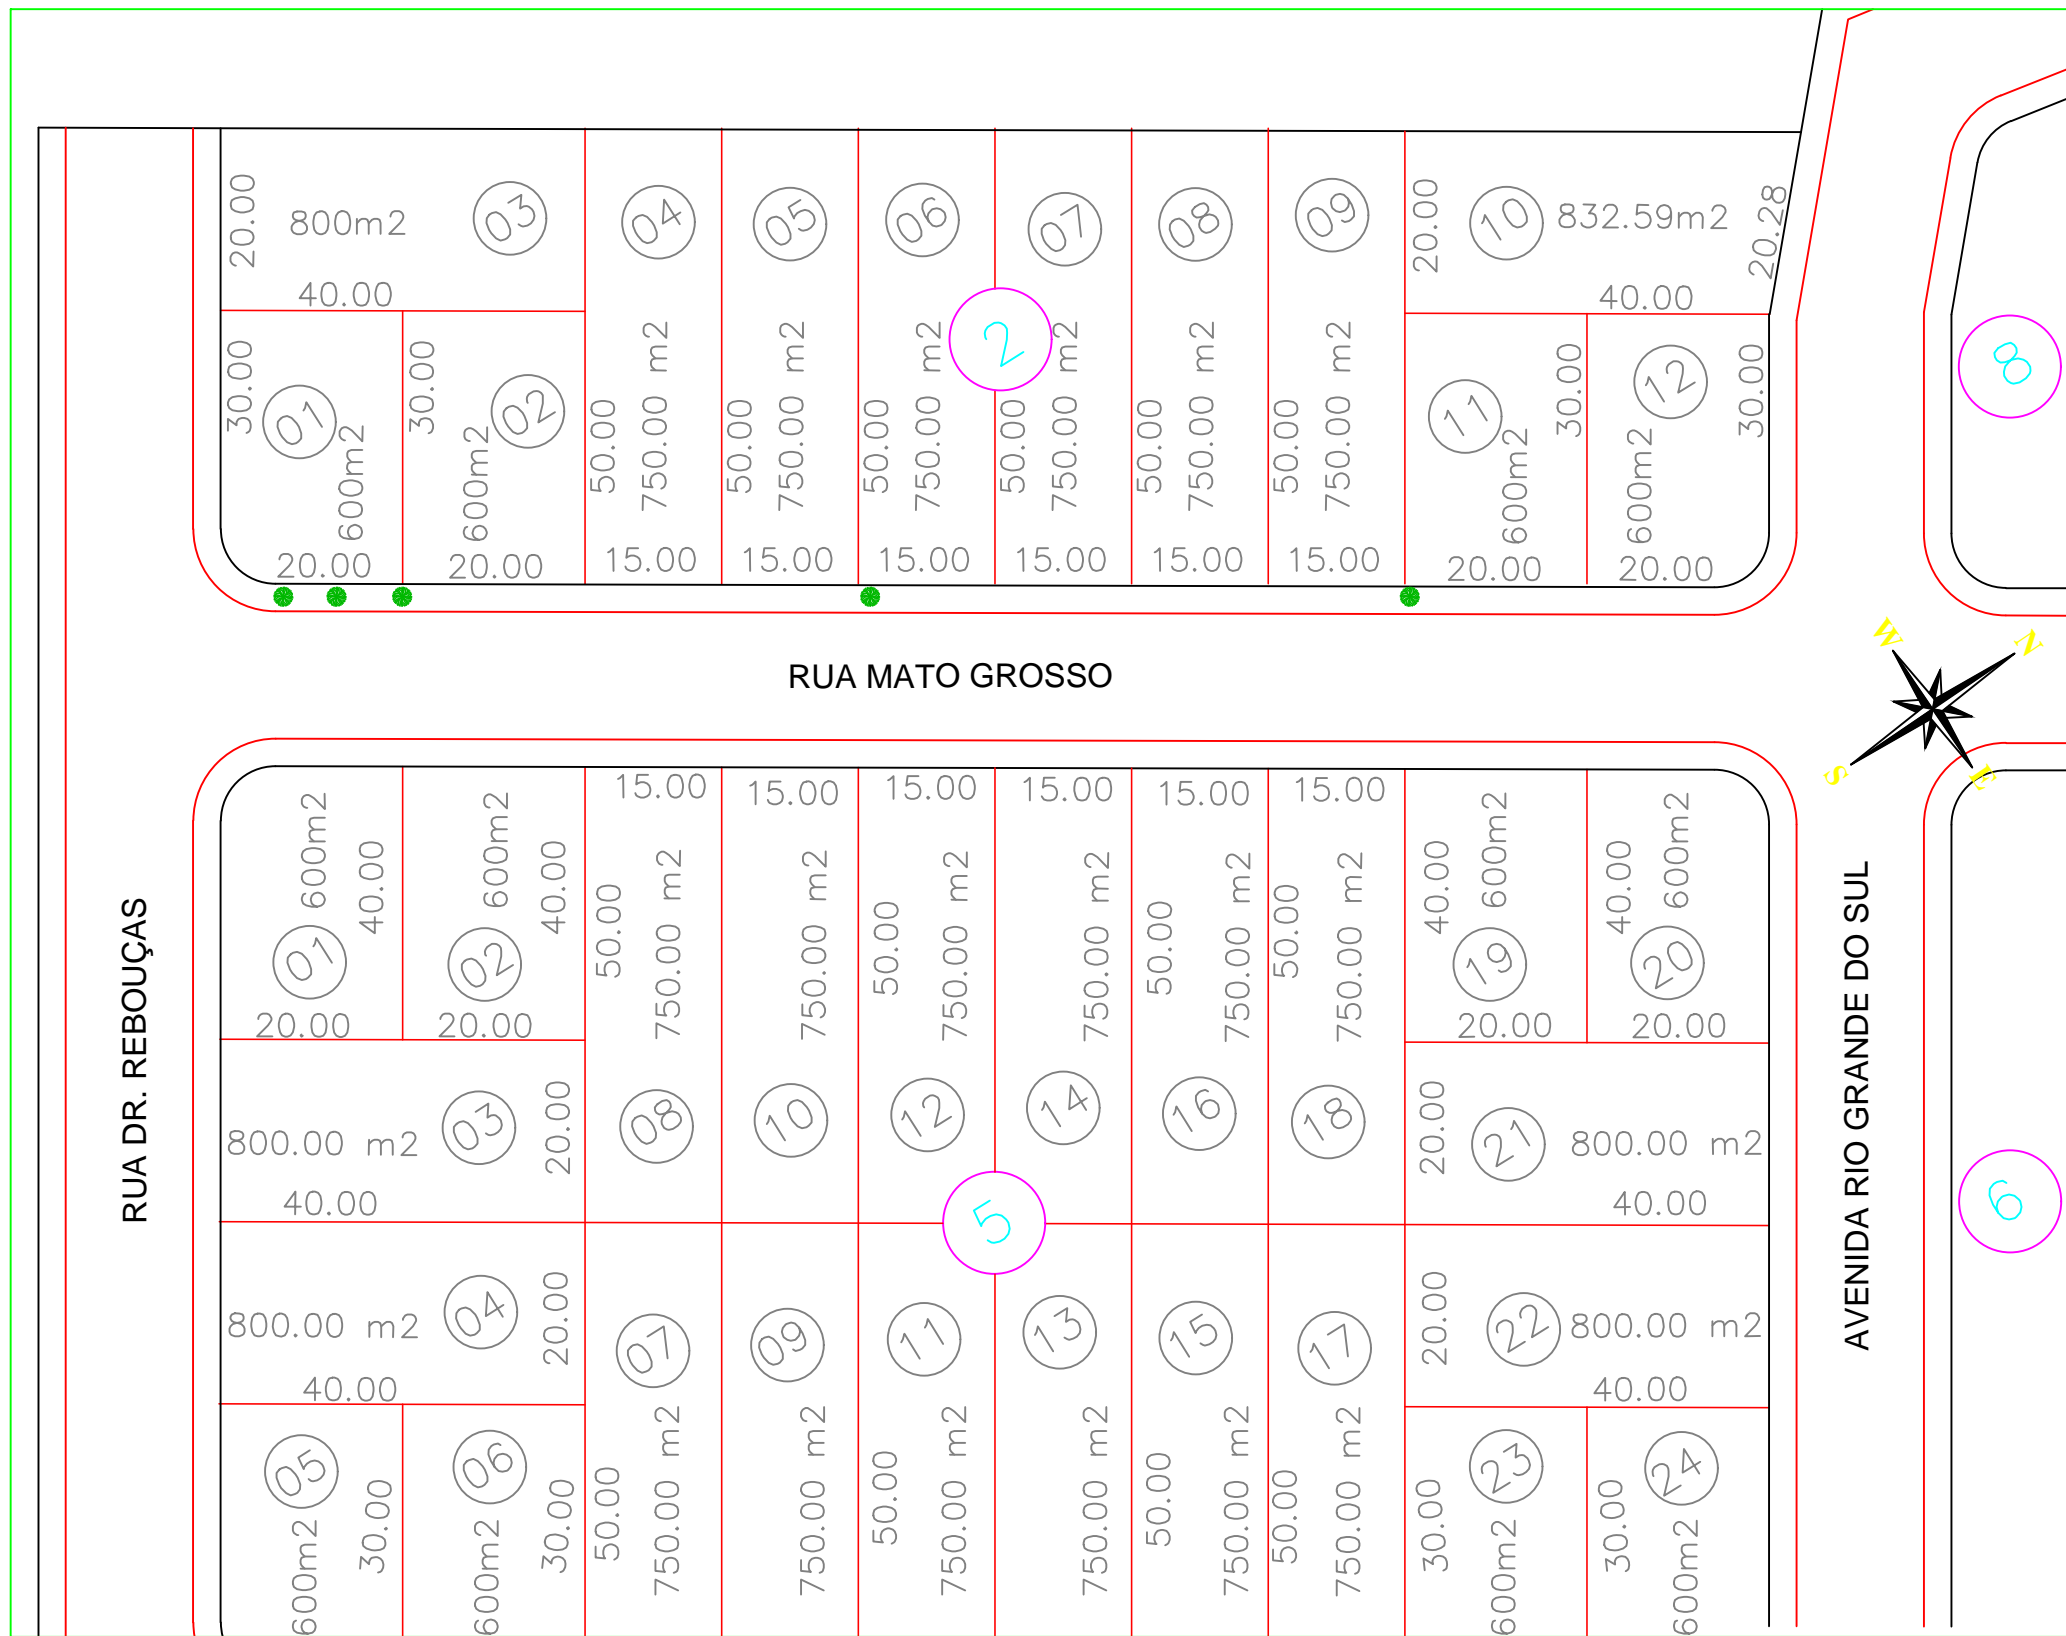 20.00
800m2
03
40.00
04
05
06
07
08
09
20.00
10
832.59m2
20.28
40.00
2
8
30.00
01
600m2
20.00
30.00
02
600m2
20.00
50.00
750.00 m2
15.00
50.00
750.00 m2
15.00
50.00
750.00 m2
15.00
50.00
750.00 m2
15.00
50.00
750.00 m2
15.00
50.00
750.00 m2
15.00
11
600m2
30.00
20.00
12
600m2
30.00
20.00
RUA MATO GROSSO
W
N
S
E
RUA DR. REBOUÇAS
AVENIDA RIO GRANDE DO SUL
600m2
40.00
01
20.00
600m2
40.00
02
20.00
15.00
50.00
750.00 m2
08
15.00
750.00 m2
10
15.00
50.00
750.00 m2
12
15.00
750.00 m2
14
15.00
50.00
750.00 m2
16
15.00
50.00
750.00 m2
18
40.00
600m2
19
20.00
40.00
600m2
20
20.00
800.00 m2
03
20.00
40.00
20.00
21
800.00 m2
40.00
5
6
800.00 m2
04
20.00
40.00
07
50.00
750.00 m2
09
750.00 m2
11
50.00
750.00 m2
13
750.00 m2
15
50.00
750.00 m2
17
50.00
750.00 m2
20.00
22
800.00 m2
40.00
05
600m2
30.00
06
600m2
30.00
23
30.00
600m2
24
30.00
600m2